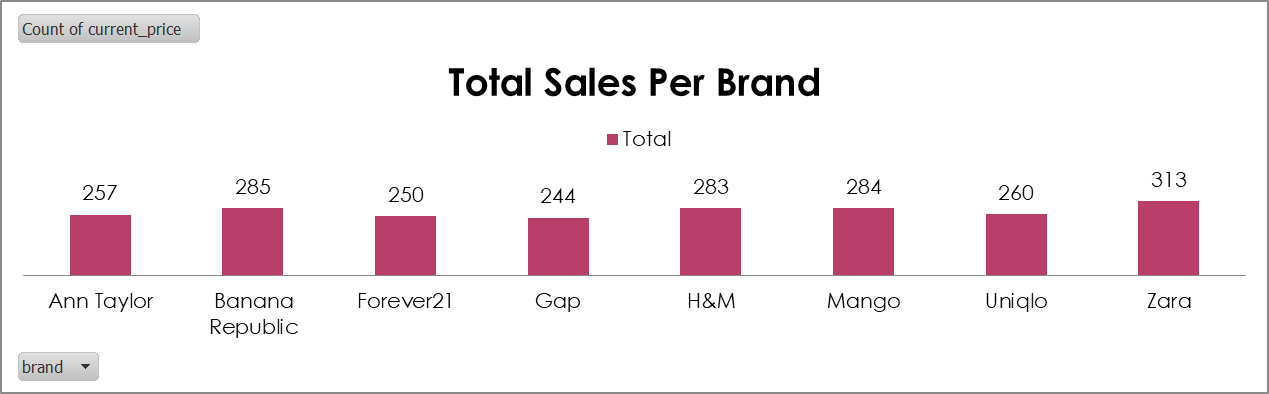 Count of current_price
Total Sales Per Brand
Total
257 285 250 244 283 284 260 313
Ann Taylor Banana Republic Forever21 Gap H&M Mango Uniqlo Zara
brand